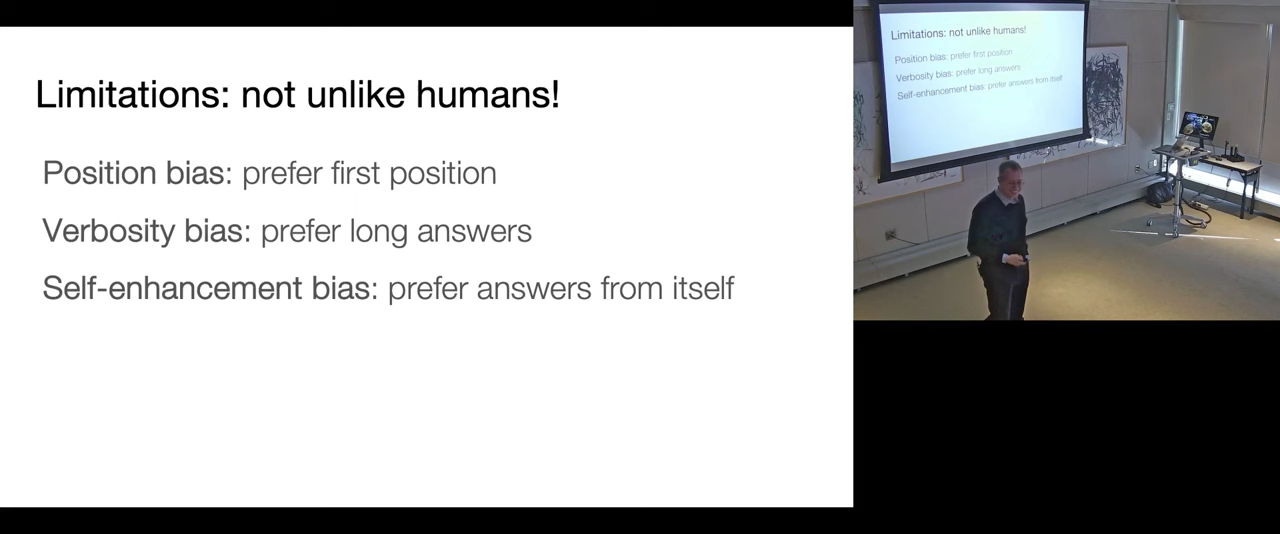 Limitations: not unlike humans!
Position bias: prefer first position
Verbosity bias: prefer long answers
Self-enhancement bias: prefer answers from itself
Limitations: not unlike humans!
Position bias: prefer first position
Verbosity bias: prefer long answers
Self-enhancement bias: prefer answers from itself